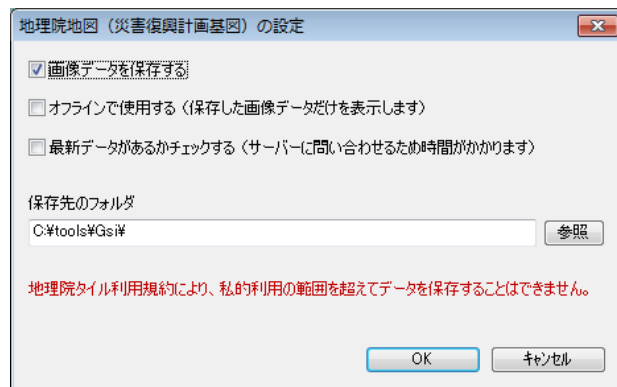 地理院地図（災害復興計画基図）の設定
画像データを保存する
オフラインで使用する（保存した画像データだけを表示します）
最新データがあるかチェックする（サーバーに問い合わせるため時間がかかります）
保存先のフォルダ
C:¥tools¥Gsi¥
参照
地理院タイル利用規約により、私的利用の範囲を超えてデータを保存することはできません。
OK
キャンセル